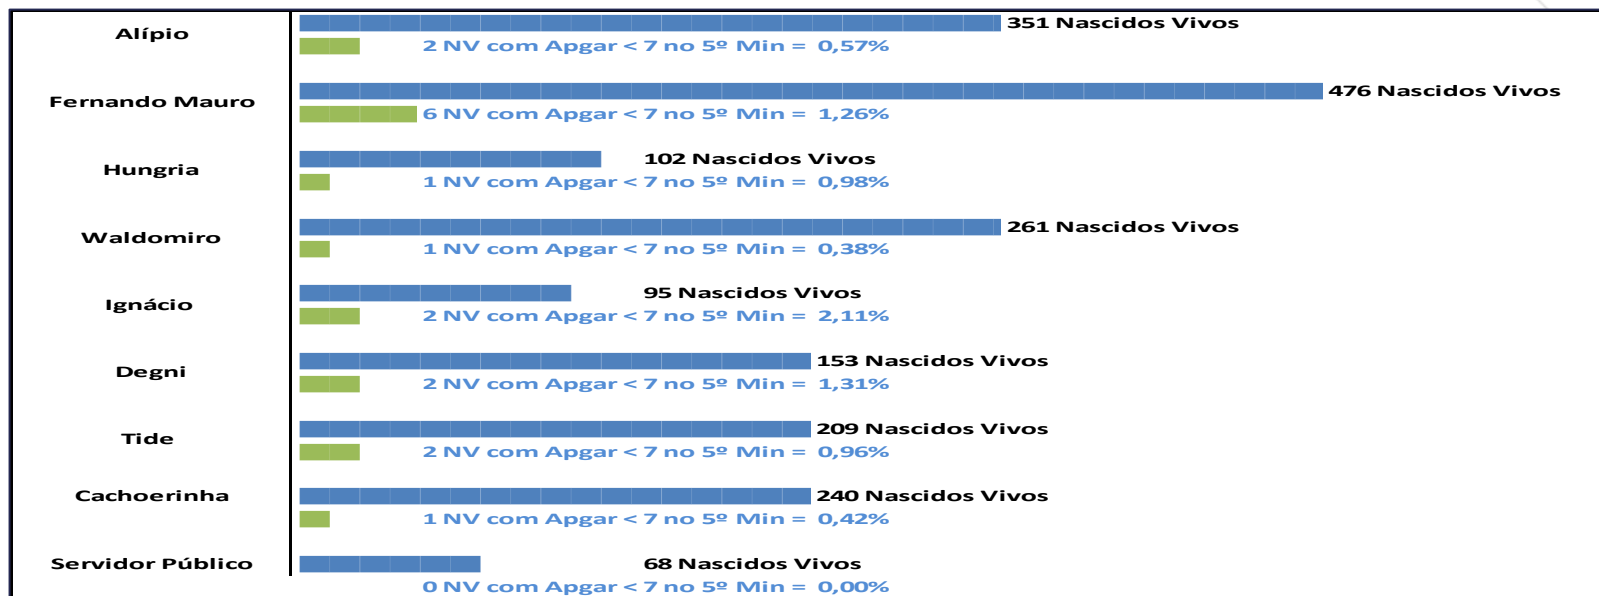 Alípio
351 Nascidos Vivos
2 NV com Apgar < 7 no 5º Min = 0,57%
Fernando Mauro
476 Nascidos Vivos
6 NV com Apgar < 7 no 5º Min = 1,26%
Hungria
102 Nascidos Vivos
1 NV com Apgar < 7 no 5º Min = 0,98%
Waldomiro
261 Nascidos Vivos
1 NV com Apgar < 7 no 5º Min = 0,38%
Ignácio
95 Nascidos Vivos
2 NV com Apgar < 7 no 5º Min = 2,11%
Degni
153 Nascidos Vivos
2 NV com Apgar < 7 no 5º Min = 1,31%
Tide
209 Nascidos Vivos
2 NV com Apgar < 7 no 5º Min = 0,96%
Cachoerinha
240 Nascidos Vivos
1 NV com Apgar < 7 no 5º Min = 0,42%
Servidor Público
68 Nascidos Vivos
0 NV com Apgar < 7 no 5º Min = 0,00%